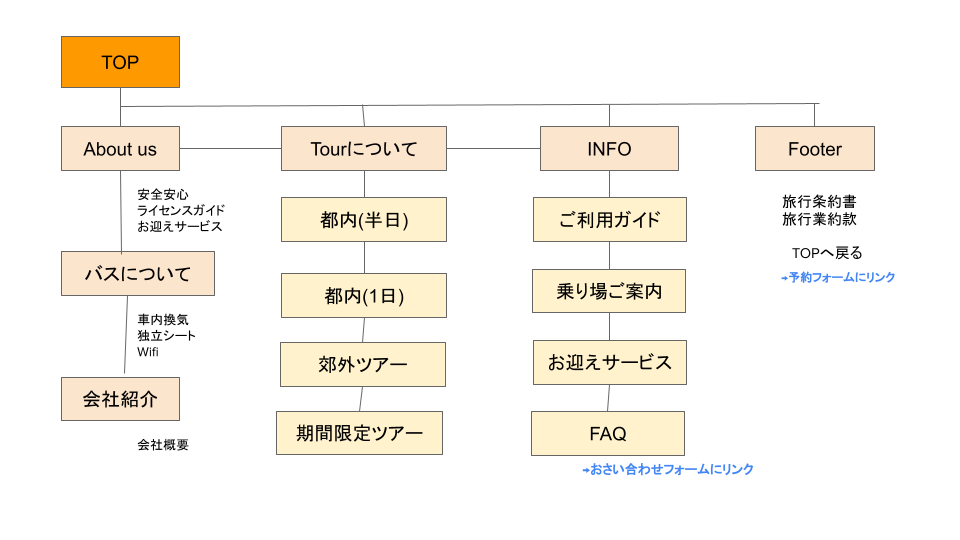 TOP
About us
安全安心
ライセンスガイド
お迎えサービス
バスについて
車内換気
独立シート
Wifi
会社紹介
会社概要
Tourについて
都内(半日)
都内(1日)
郊外ツアー
期間限定ツアー
INFO
ご利用ガイド
乗り場ご案内
お迎えサービス
FAQ
→おさい合わせフォームにリンク
Footer
旅行条約書
旅行業約款
TOPへ戻る
→予約フォームにリンク